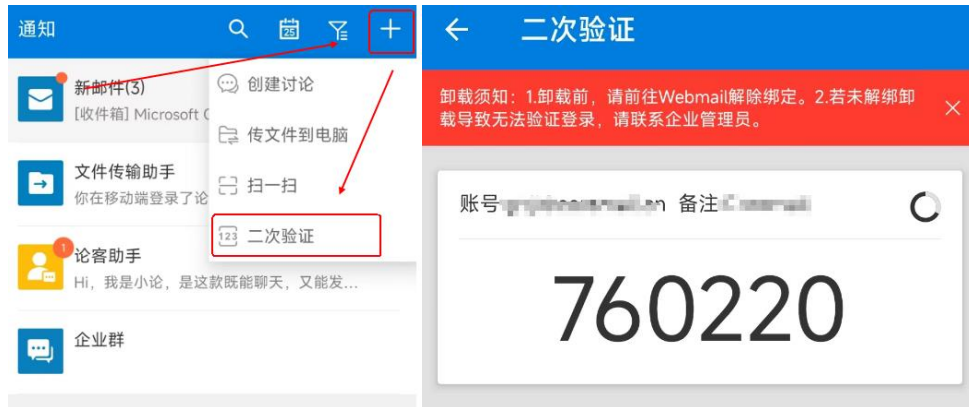 通知
25
新邮件(3)
[收件箱] Microsoft
创建讨论
传文件到电脑
文件传输助手
你在移动端登录了论
扫一扫
123 二次验证
1
论客助手
Hi，我是小论，是这款既能聊天，又能发...
企业群
二次验证
卸载须知：1.卸载前，请前往Webmail解除绑定。2.若未解绑卸
载导致无法验证登录，请联系企业管理员。
账号 备注
760220